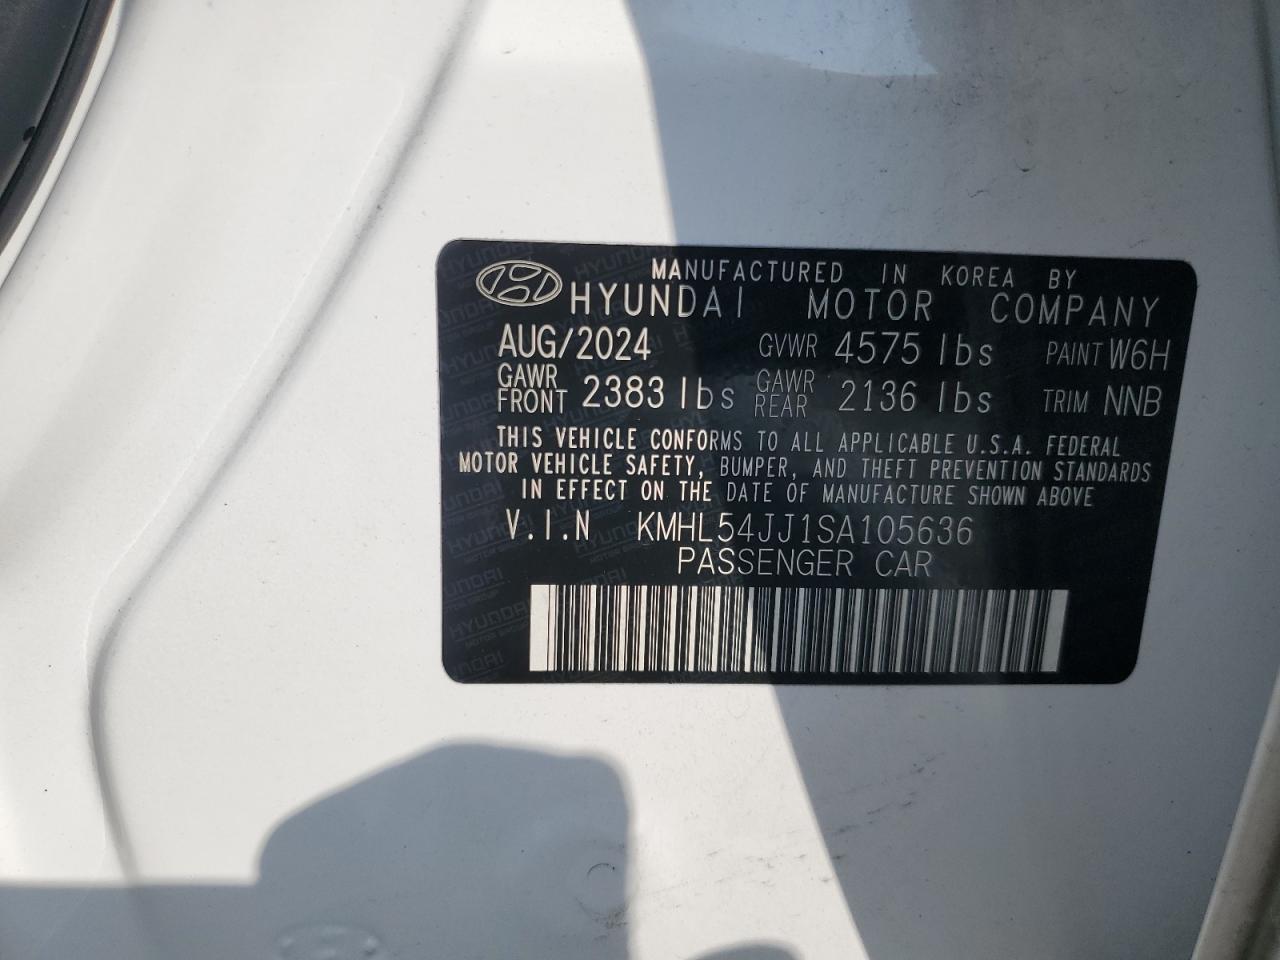 MANUFACTURED IN KOREA BY
HYUNDAI MOTOR COMPANY
AUG/2024 GVWR 4575 lbs PAINT W6H
GAWR FRONT 2383 lbs GAWR REAR 2136 lbs TRIM NNB
THIS VEHICLE CONFORMS TO ALL APPLICABLE U.S.A. FEDERAL
MOTOR VEHICLE SAFETY, BUMPER, AND THEFT PREVENTION STANDARDS
IN EFFECT ON THE DATE OF MANUFACTURE SHOWN ABOVE
V.I.N KMHL54JJ1SA105636
PASSENGER CAR